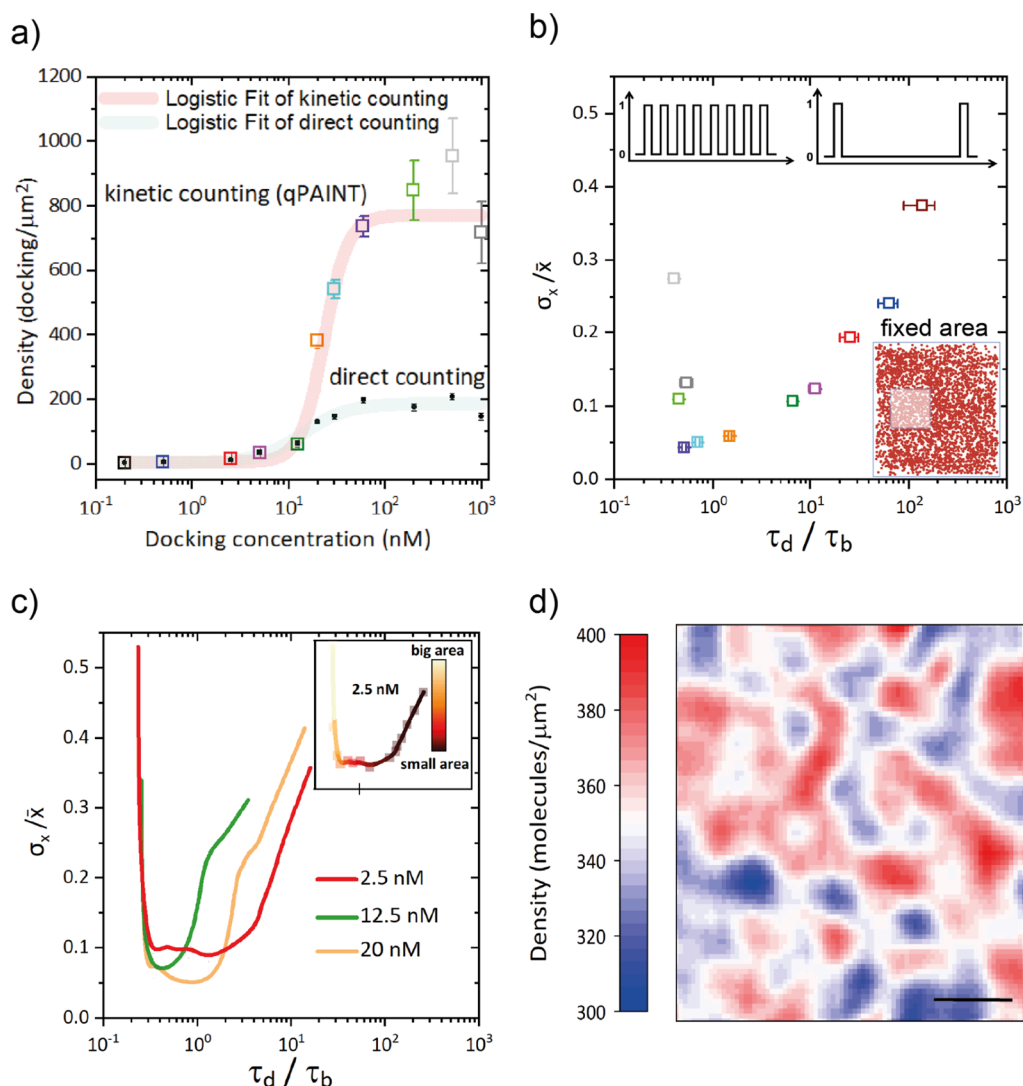 a)
1200
1000
800
600
400
200
0
Density (docking/μm²)
Logistic Fit of kinetic counting
Logistic Fit of direct counting
kinetic counting (qPAINT)
direct counting
10⁻¹ 10⁰ 10¹ 10² 10³
Docking concentration (nM)
b)
0.5
0.4
0.3
0.2
0.1
0.0
σₓ/x̄
1
0
1
0
fixed area
10⁻¹ 10⁰ 10¹ 10² 10³
τd / τb
c)
0.5
0.4
0.3
0.2
0.1
0.0
σₓ/x̄
big area
2.5 nM
small area
2.5 nM
12.5 nM
20 nM
10⁻¹ 10⁰ 10¹ 10² 10³
τd / τb
d)
400
380
360
340
320
300
Density (molecules/μm²)